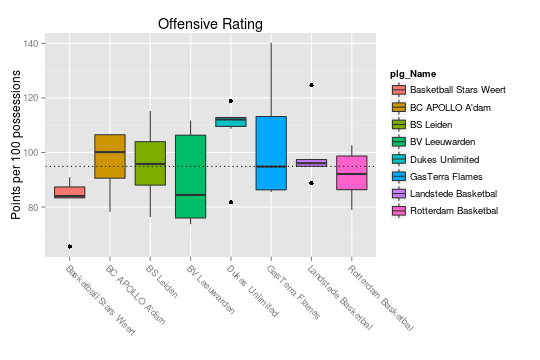 Offensive Rating
Points per 100 possessions
140
120
100
80
Basketball Stars Weert
BC APOLLO A'dam
BS Leiden
BV Leeuwarden
Dukes Unlimited
GasTerra Flames
Landstede Basketbal
Rotterdam Basketbal
plg_Name
Basketball Stars Weert
BC APOLLO A'dam
BS Leiden
BV Leeuwarden
Dukes Unlimited
GasTerra Flames
Landstede Basketbal
Rotterdam Basketbal